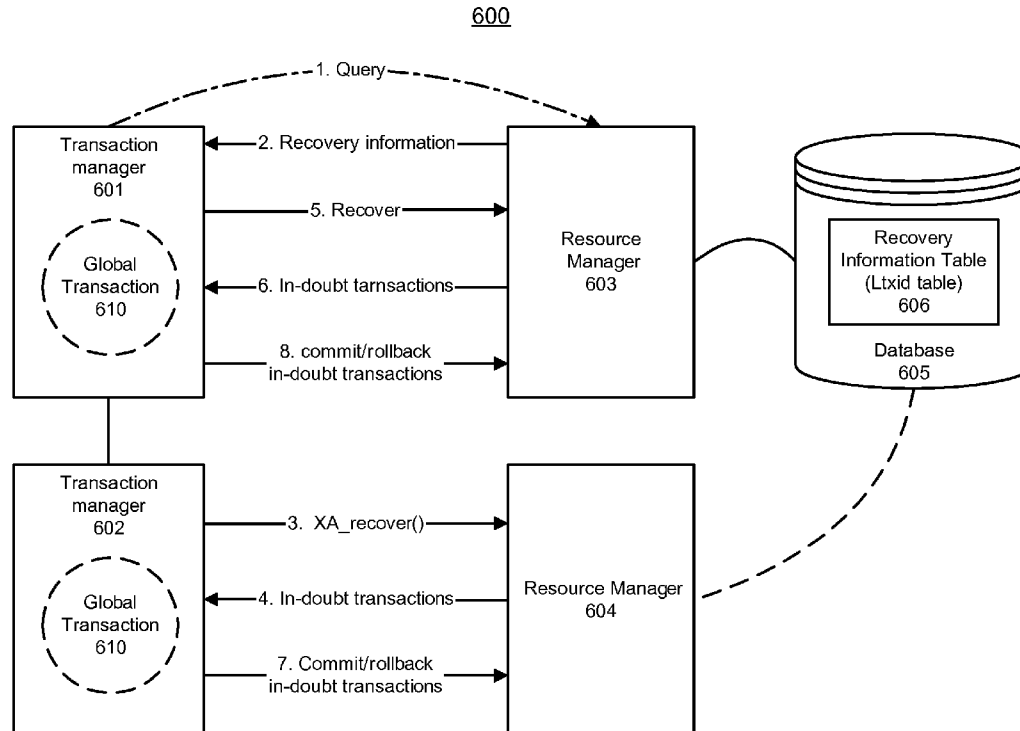 600
1. Query
Transaction
manager
601
Global
Transaction
610
2. Recovery information
5. Recover
6. In-doubt tarnsactions
8. commit/rollback
in-doubt transactions
Resource
Manager
603
Recovery
Information Table
(Ltxid table)
606
Database
605
Transaction
manager
602
Global
Transaction
610
3. XA_recover()
4. In-doubt transactions
7. Commit/rollback
in-doubt transactions
Resource Manager
604